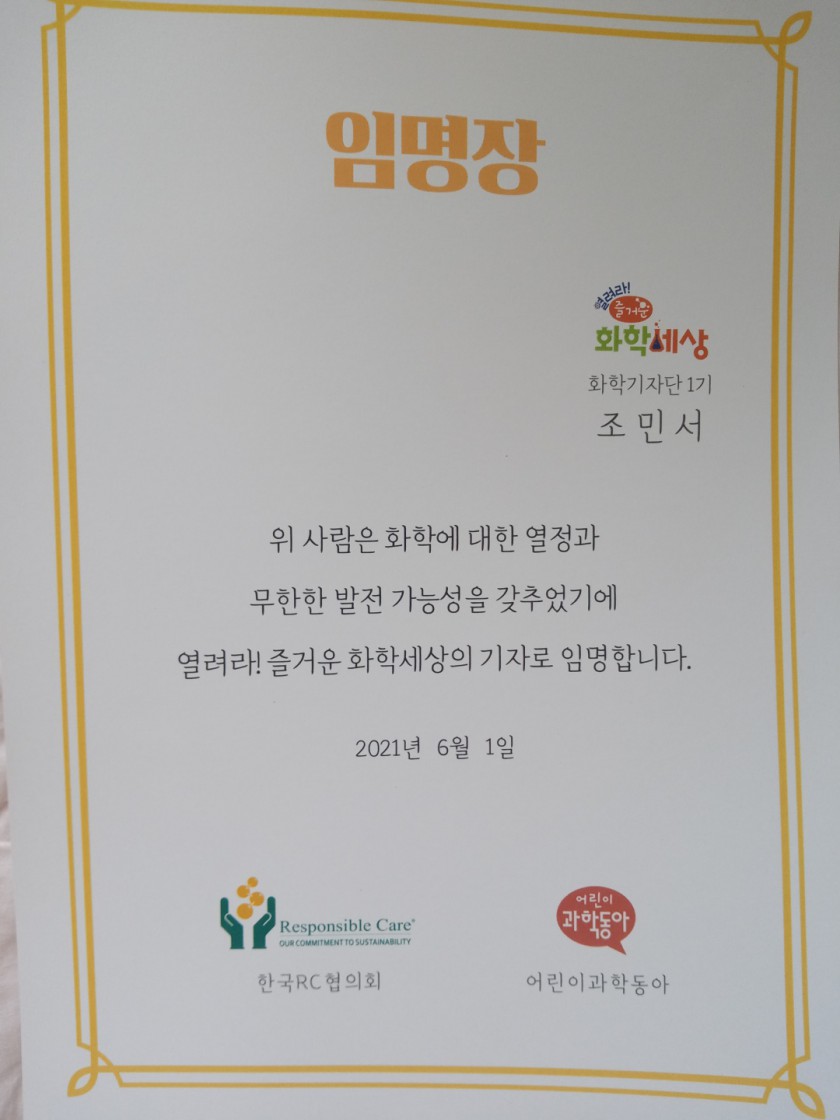 임명장
열려라!
즐거운
화학세상
화학기자단 1기
조민서
위 사람은 화학에 대한 열정과
무한한 발전 가능성을 갖추었기에
열려라! 즐거운 화학세상의 기자로 임명합니다.
2021년 6월 1일
Responsible Care®
OUR COMMITMENT TO SUSTAINABILITY
한국RC협의회
어린이
과학동아
어린이과학동아